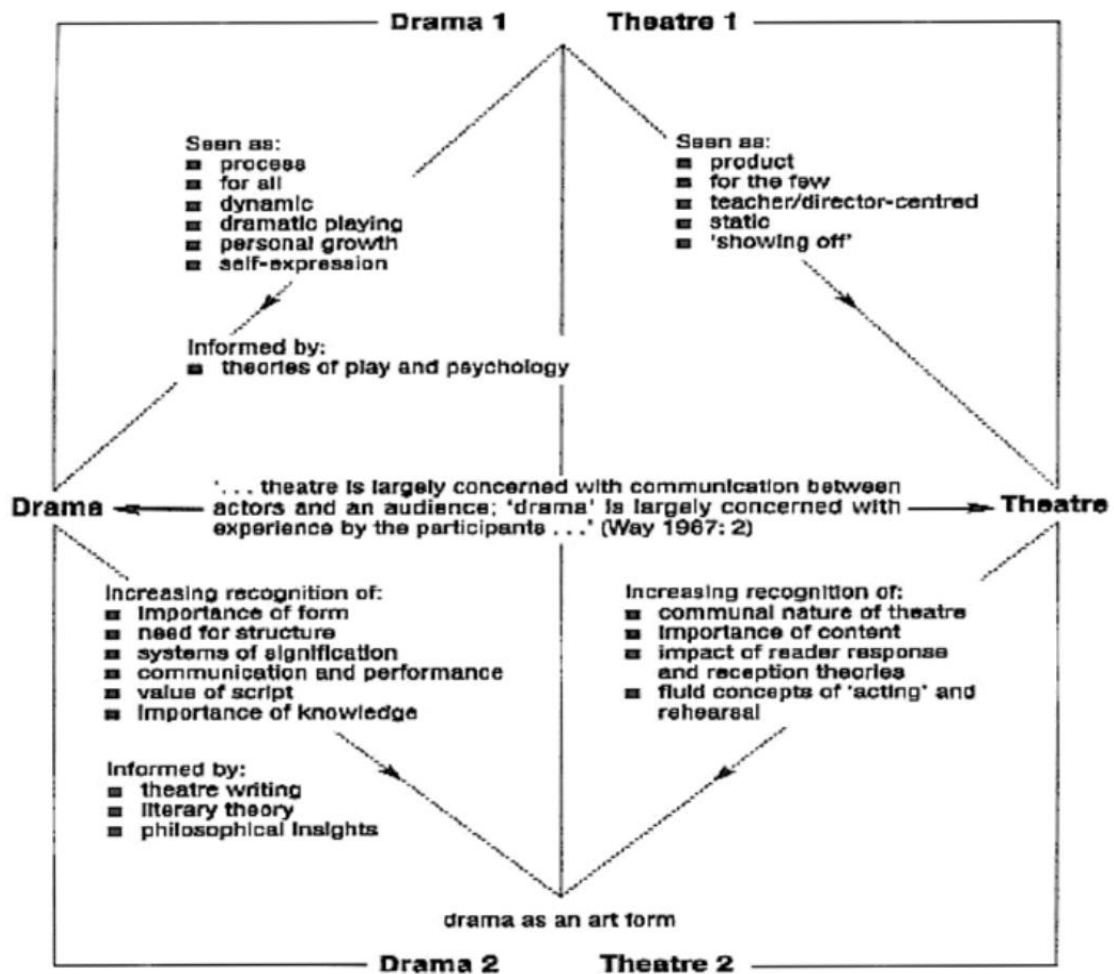 Drama 1 Theatre 1
Seen as:
■ process
■ for all
■ dynamic
■ dramatic playing
■ personal growth
■ self-expression
Seen as:
■ product
■ for the few
■ teacher/director-centred
■ static
■ 'showing off'
Informed by:
■ theories of play and psychology
Drama
'. . . theatre is largely concerned with communication between
actors and an audience; 'drama' is largely concerned with
experience by the participants . . .' (Way 1967: 2)
Theatre
Increasing recognition of:
■ importance of form
■ need for structure
■ systems of signification
■ communication and performance
■ value of script
■ importance of knowledge
Informed by:
■ theatre writing
■ literary theory
■ philosophical insights
Increasing recognition of:
■ communal nature of theatre
■ importance of content
■ impact of reader response
and reception theories
■ fluid concepts of 'acting' and
rehearsal
drama as an art form
Drama 2 Theatre 2